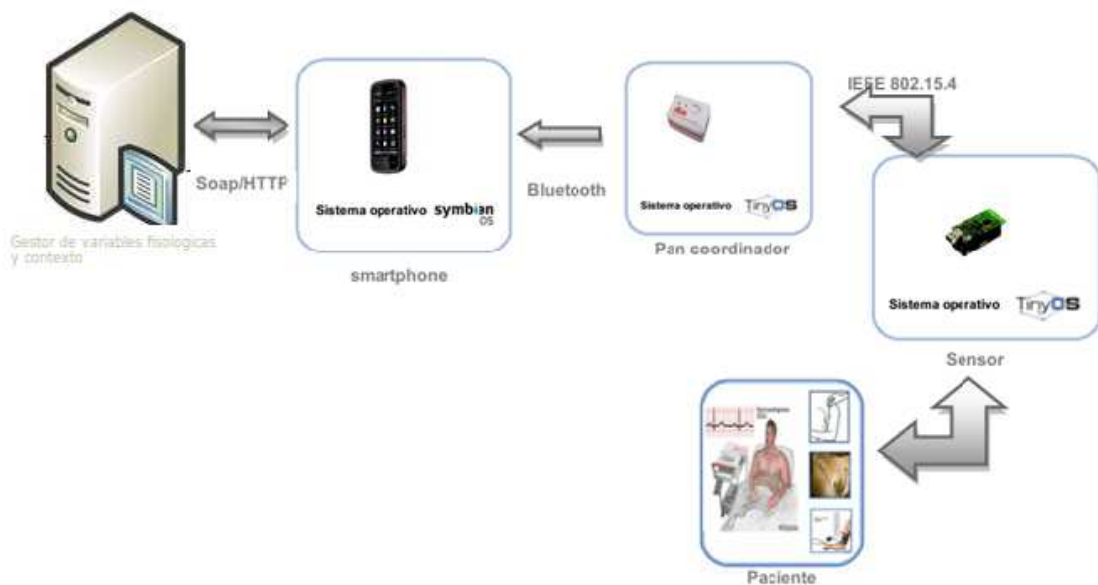 IEEE 802.15.4
Soap/HTTP
Sistema operativo symbian
OS
Bluetooth
Sistema operativo TinyOS
Gestor de variables fisiologicas
y contexto
smartphone
Pan coordinador
Sistema operativo TinyOS
Sensor
Paciente